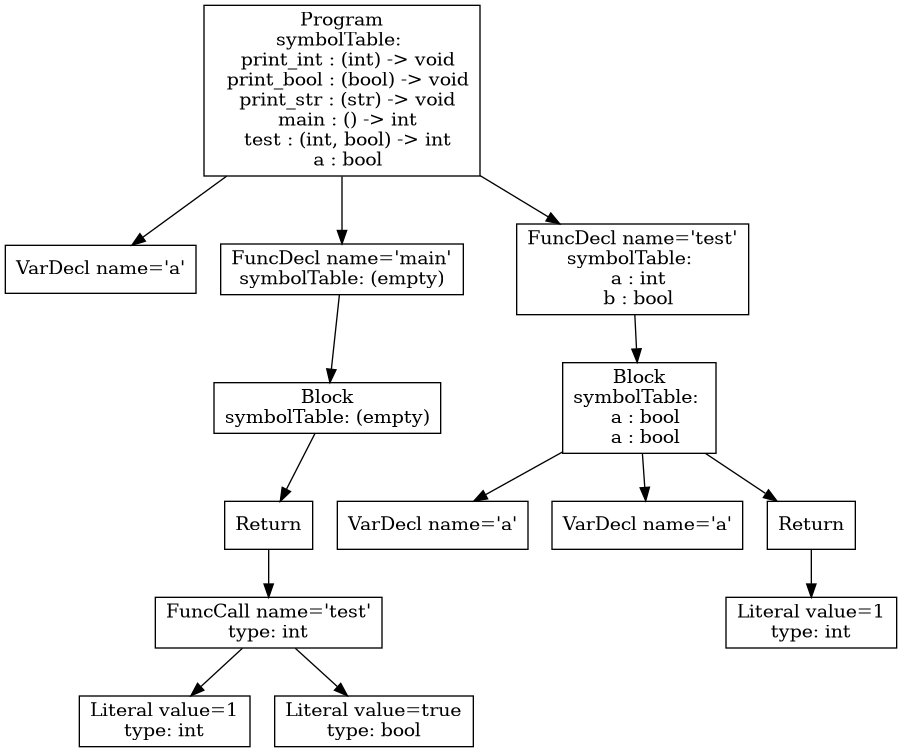 Program
symbolTable:
print_int : (int) -> void
print_bool : (bool) -> void
print_str : (str) -> void
main : () -> int
test : (int, bool) -> int
a : bool
VarDecl name='a'
FuncDecl name='main'
symbolTable: (empty)
FuncDecl name='test'
symbolTable:
a : int
b : bool
Block
symbolTable: (empty)
Block
symbolTable:
a : bool
a : bool
Return
VarDecl name='a'
VarDecl name='a'
Return
FuncCall name='test'
type: int
Literal value=1
type: int
Literal value=1
type: int
Literal value=true
type: bool